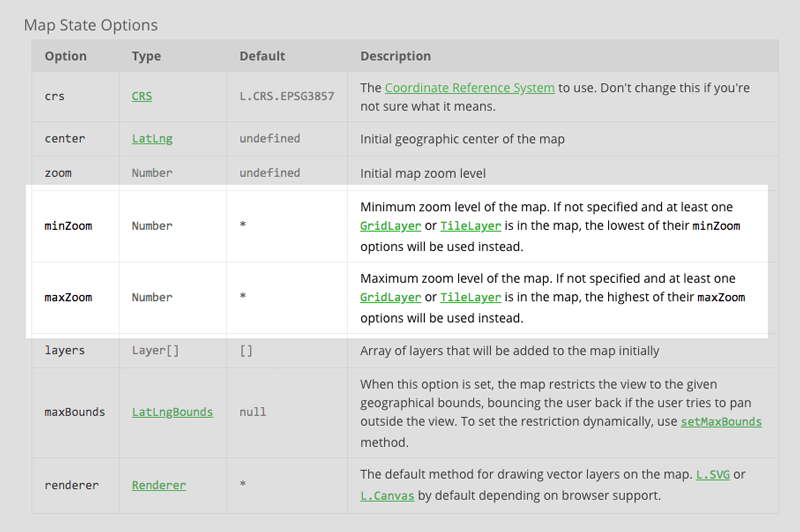 Map State Options
Option Type Default Description
crs CRS L.CRS.EPSG3857 The Coordinate Reference System to use. Don't change this if you're
not sure what it means.
center LatLng undefined Initial geographic center of the map
zoom Number undefined Initial map zoom level
minZoom Number * Minimum zoom level of the map. If not specified and at least one
GridLayer or TileLayer is in the map, the lowest of their minZoom
options will be used instead.
maxZoom Number * Maximum zoom level of the map. If not specified and at least one
GridLayer or TileLayer is in the map, the highest of their maxZoom
options will be used instead.
layers Layer[] [] Array of layers that will be added to the map initially
maxBounds LatLngBounds null When this option is set, the map restricts the view to the given
geographical bounds, bouncing the user back if the user tries to pan
outside the view. To set the restriction dynamically, use setMaxBounds
method.
renderer Renderer * The default method for drawing vector layers on the map. L.SVG or
L.Canvas by default depending on browser support.